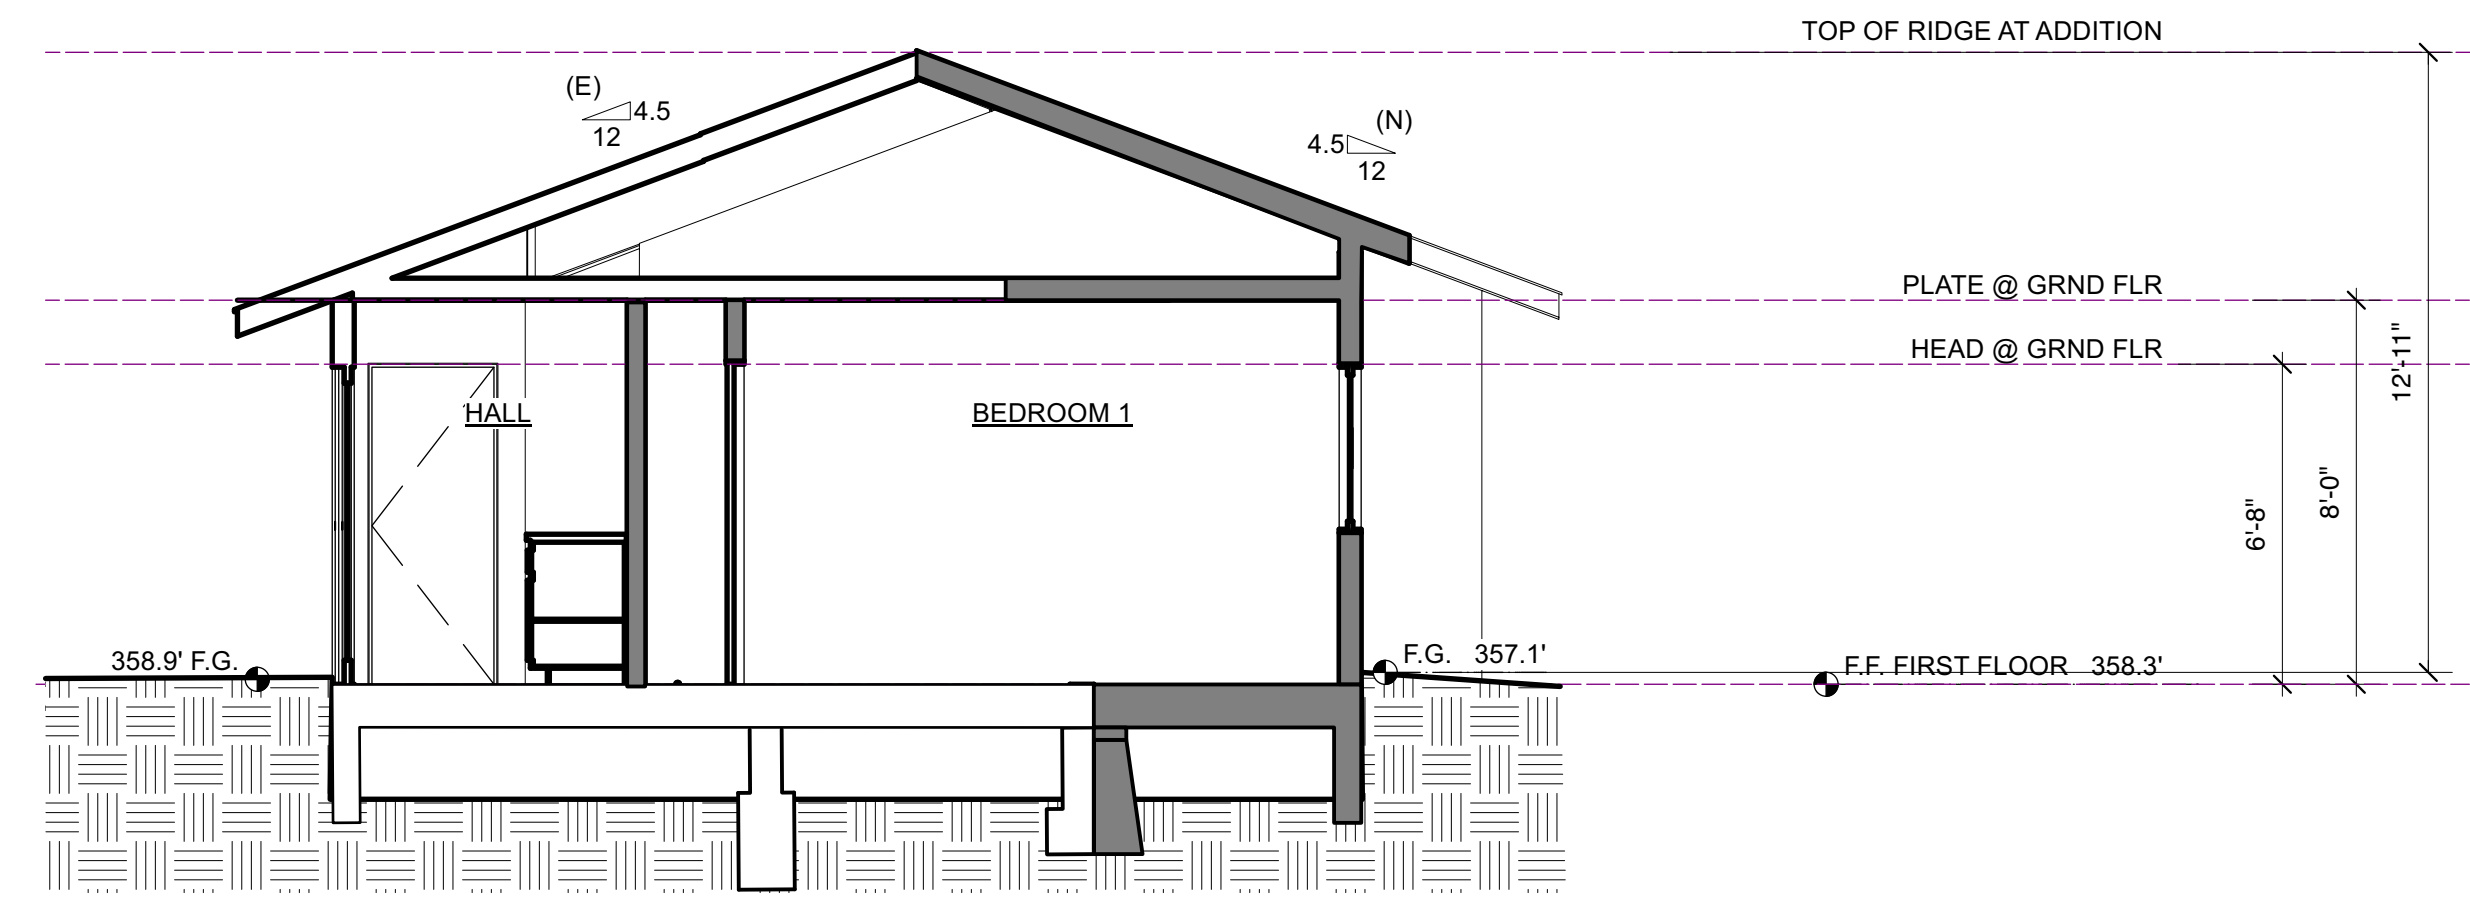 TOP OF RIDGE AT ADDITION
(E)
4.5
12
(N)
4.5
12
PLATE @ GRND FLR
HEAD @ GRND FLR
12'-11"
8'-0"
6'-8"
HALL
BEDROOM 1
358.9' F.G.
F.G. 357.1'
F.F. FIRST FLOOR 358.3'